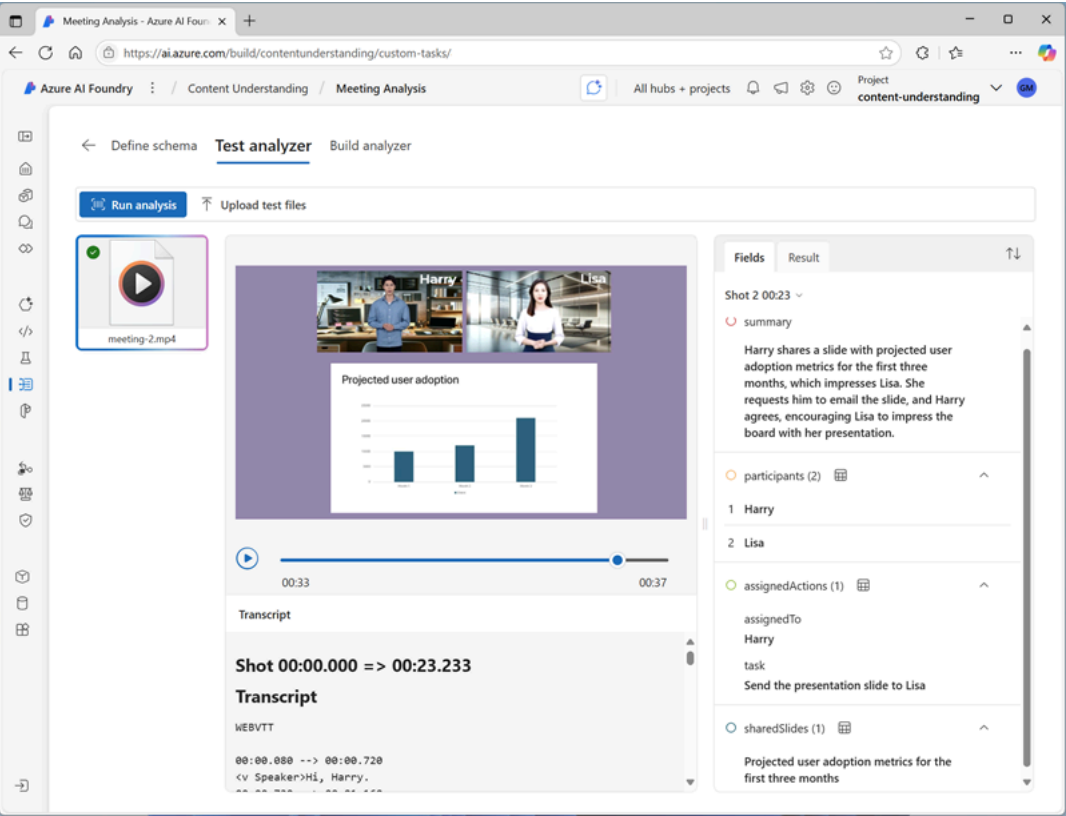 Meeting Analysis - Azure AI Foun
https://ai.azure.com/build/contentunderstanding/custom-tasks/
Azure AI Foundry / Content Understanding / Meeting Analysis
All hubs + projects
Project
content-understanding
GM
Define schema Test analyzer Build analyzer
Run analysis Upload test files
meeting-2.mp4
Harry
Lisa
Projected user adoption
00:33
00:37
Transcript
Shot 00:00.000 => 00:23.233
Transcript
WEBVTT
00:00.080 --> 00:00.720
<v Speaker>Hi, Harry.
Fields Result
Shot 2 00:23
summary
Harry shares a slide with projected user
adoption metrics for the first three
months, which impresses Lisa. She
requests him to email the slide, and Harry
agrees, encouraging Lisa to impress the
board with her presentation.
participants (2)
1 Harry
2 Lisa
assignedActions (1)
assignedTo
Harry
task
Send the presentation slide to Lisa
sharedSlides (1)
Projected user adoption metrics for the
first three months